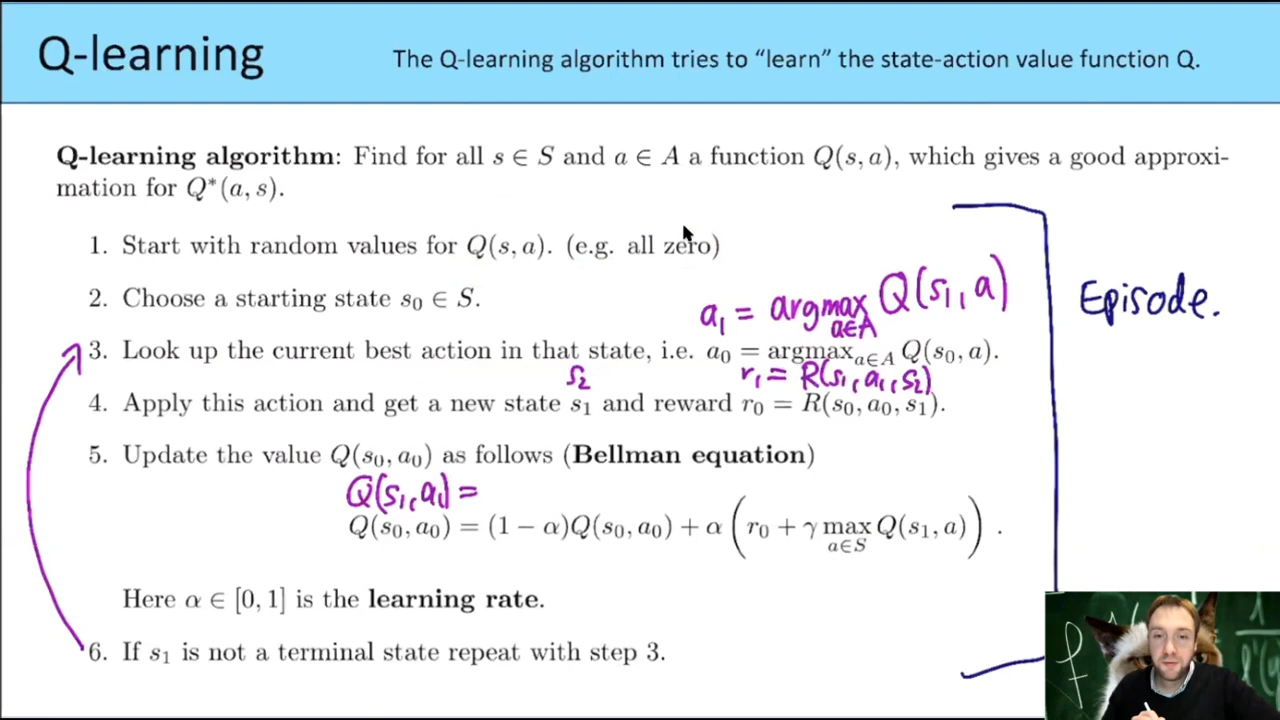 Q-learning
The Q-learning algorithm tries to “learn” the state-action value function Q.
Q-learning algorithm: Find for all s ∈ S and a ∈ A a function Q(s, a), which gives a good approxi-
mation for Q*(a, s).
1. Start with random values for Q(s, a). (e.g. all zero)
2. Choose a starting state s₀ ∈ S.
a₁ = argmax a∈A Q(s₁, a)
Episode.
3. Look up the current best action in that state, i.e. a₀ = argmaxₐ∈A Q(s₀, a).
s₂ r₁ = R(s₁, a₁, s₂)
4. Apply this action and get a new state s₁ and reward r₀ = R(s₀, a₀, s₁).
5. Update the value Q(s₀, a₀) as follows (Bellman equation)
Q(s₁, a₁) =
Q(s₀, a₀) = (1 − α)Q(s₀, a₀) + α (r₀ + γ max a∈S Q(s₁, a)) .
Here α ∈ [0, 1] is the learning rate.
6. If s₁ is not a terminal state repeat with step 3.